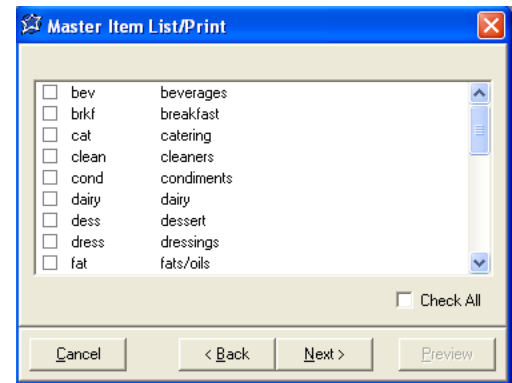 Master Item List/Print
bev beverages
brkf breakfast
cat catering
clean cleaners
cond condiments
dairy dairy
dess dessert
dress dressings
fat fats/oils
Check All
Cancel < Back Next > Preview